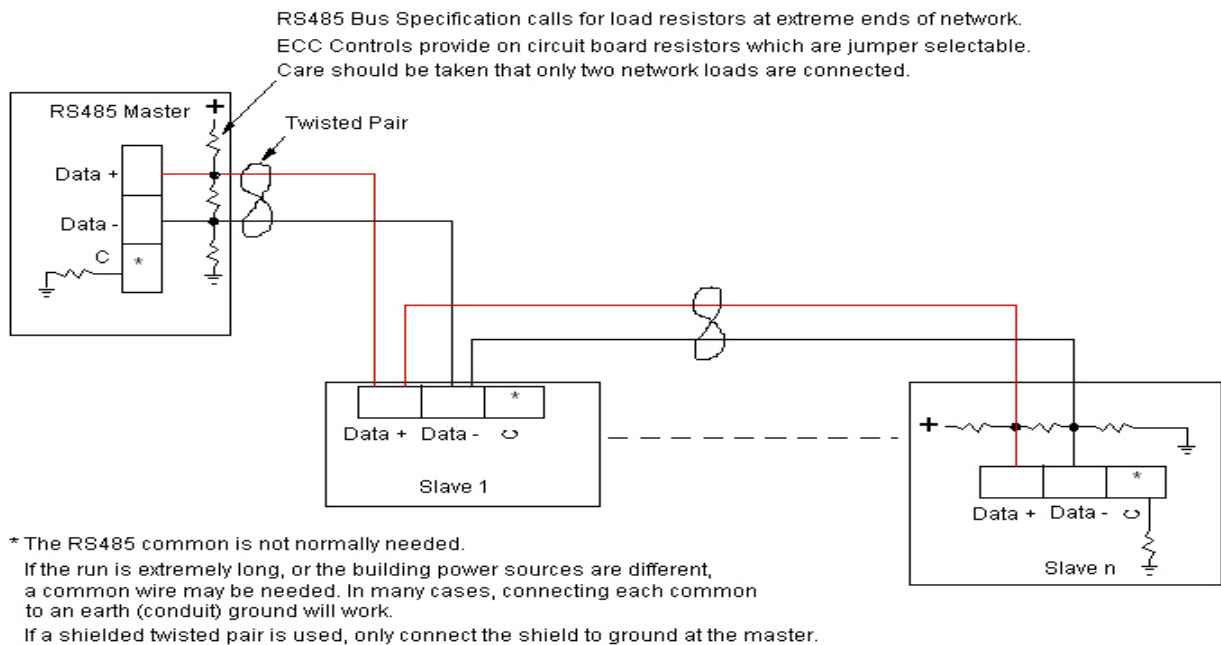 RS485 Bus Specification calls for load resistors at extreme ends of network.
ECC Controls provide on circuit board resistors which are jumper selectable.
Care should be taken that only two network loads are connected.
RS485 Master +
Twisted Pair
Data +
Data -
C *
*
Data + Data - C
Slave 1
+
*
Data + Data - C
Slave n
* The RS485 common is not normally needed.
If the run is extremely long, or the building power sources are different,
a common wire may be needed. In many cases, connecting each common
to an earth (conduit) ground will work.
If a shielded twisted pair is used, only connect the shield to ground at the master.